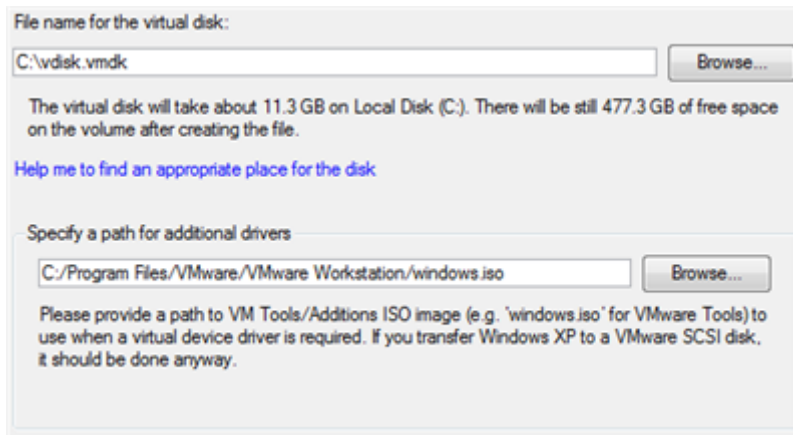 File name for the virtual disk:
C:\vdisk.vmdk
Browse...
The virtual disk will take about 11.3 GB on Local Disk (C:). There will be still 477.3 GB of free space
on the volume after creating the file.
Help me to find an appropriate place for the disk
Specify a path for additional drivers
C:/Program Files/VMware/VMware Workstation/windows.iso
Browse...
Please provide a path to VM Tools/Additions ISO image (e.g. 'windows.iso' for VMware Tools) to
use when a virtual device driver is required. If you transfer Windows XP to a VMware SCSI disk,
it should be done anyway.